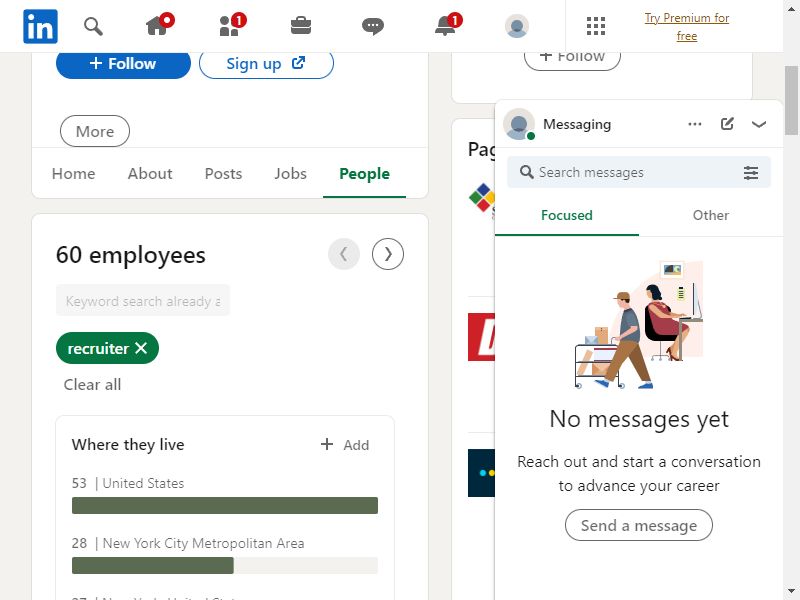 in
1
1
Try Premium for
free
+ Follow
Sign up
+ Follow
More
Home About Posts Jobs People
60 employees
Keyword search already a
recruiter
Clear all
Where they live
+ Add
53 | United States
28 | New York City Metropolitan Area
Messaging
Search messages
Focused
Other
No messages yet
Reach out and start a conversation
to advance your career
Send a message